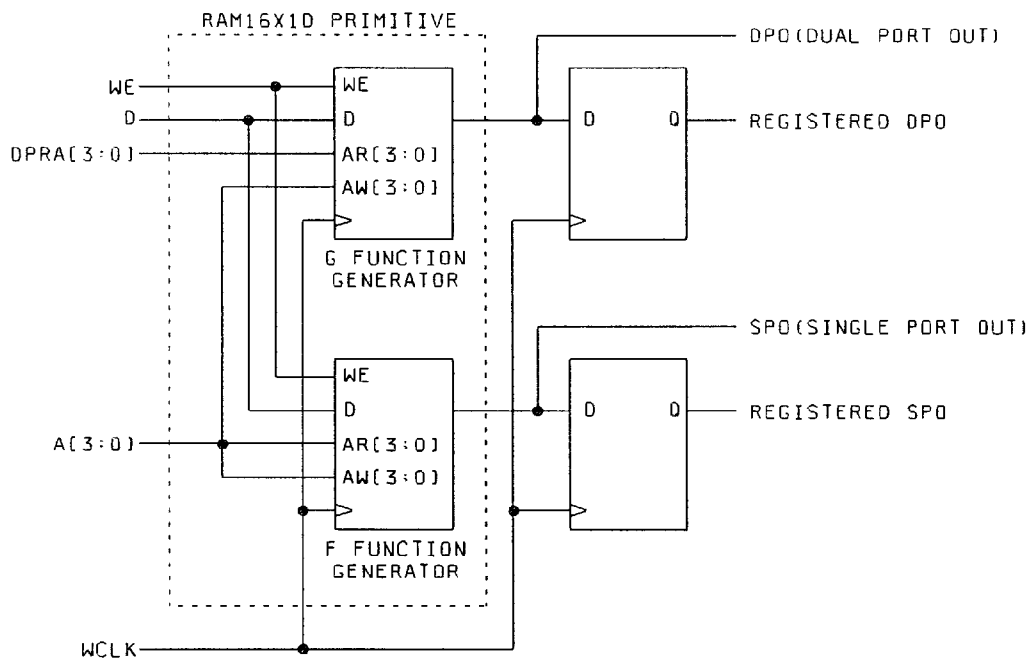 RAM16X1D PRIMITIVE
WE
D
DPRA[3:0]
WE
D
AR[3:0]
AW[3:0]
G FUNCTION
GENERATOR
D Q
DPO(DUAL PORT OUT)
REGISTERED DPO
A[3:0]
WE
D
AR[3:0]
AW[3:0]
F FUNCTION
GENERATOR
D Q
SPO(SINGLE PORT OUT)
REGISTERED SPO
WCLK